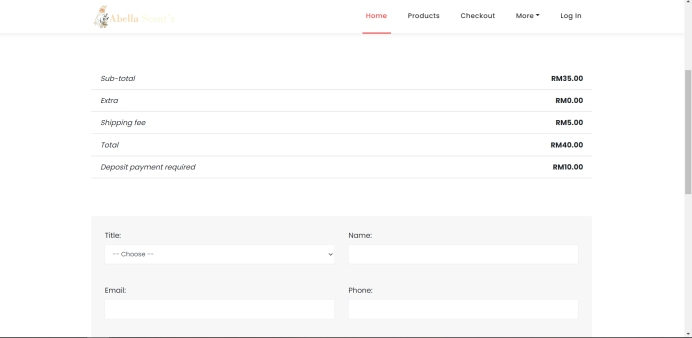 Abella
Home Products Checkout More Log In
Sub-total RM35.00
Extra RM0.00
Shipping fee RM5.00
Total RM40.00
Deposit payment required RM10.00
Title: Name:
-- Choose --
Email: Phone: